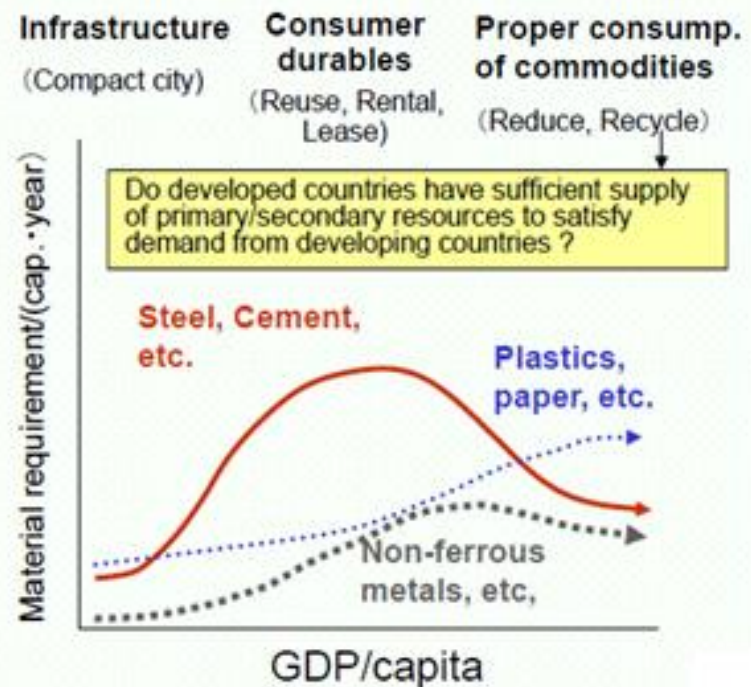 Infrastructure
(Compact city)
Consumer
durables
(Reuse, Rental,
Lease)
Proper consump.
of commodities
(Reduce, Recycle)
Do developed countries have sufficient supply
of primary/secondary resources to satisfy
demand from developing countries ?
Material requirement/(cap.·year)
Steel, Cement,
etc.
Plastics,
paper, etc.
Non-ferrous
metals, etc,
GDP/capita